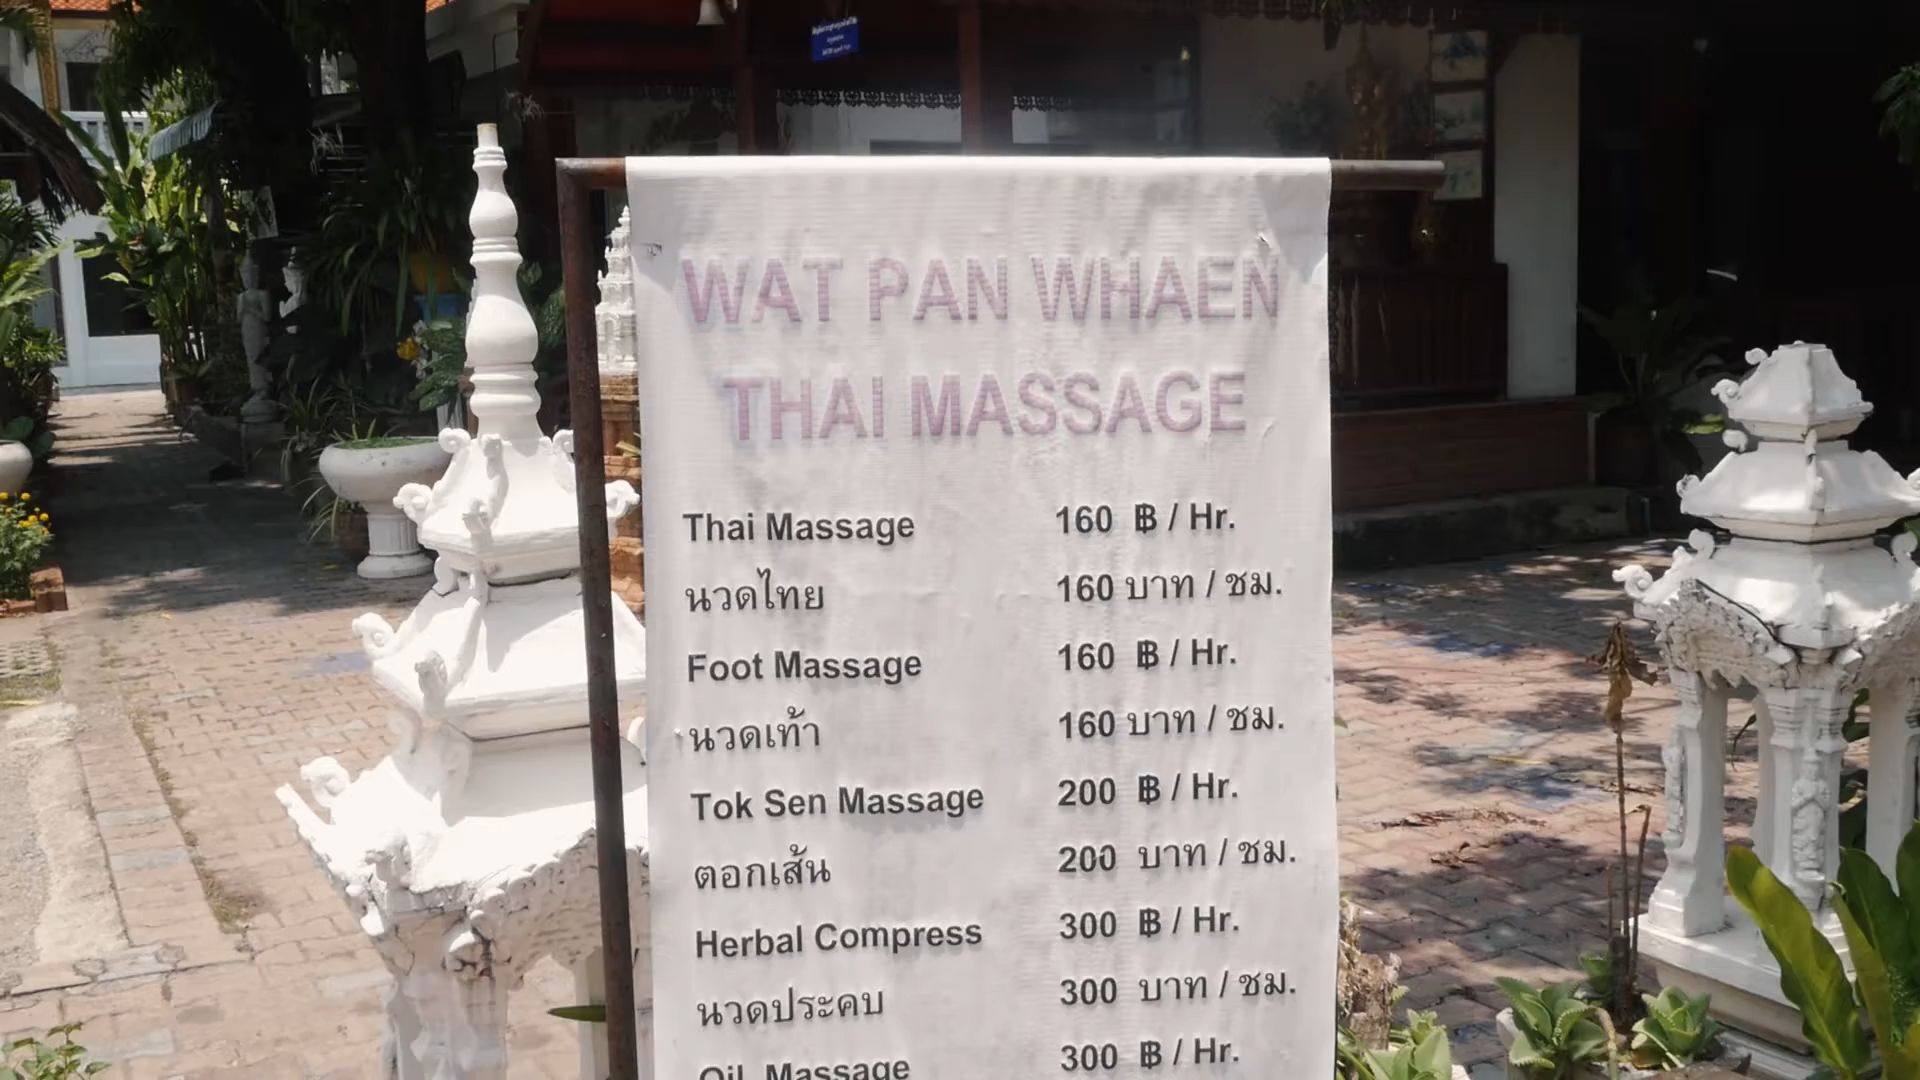 WAT PAN WHAEN
THAI MASSAGE
Thai Massage 160 ฿ / Hr.
นวดไทย 160 บาท / ชม.
Foot Massage 160 ฿ / Hr.
นวดเท้า 160 บาท / ชม.
Tok Sen Massage 200 ฿ / Hr.
ตอกเส้น 200 บาท / ชม.
Herbal Compress 300 ฿ / Hr.
นวดประคบ 300 บาท / ชม.
Oil Massage 300 ฿ / Hr.